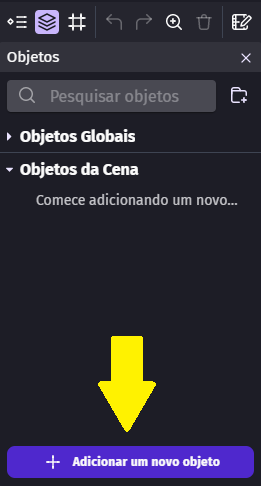 Objetos
Pesquisar objetos
Objetos Globais
Objetos da Cena
Comece adicionando um novo...
Adicionar um novo objeto